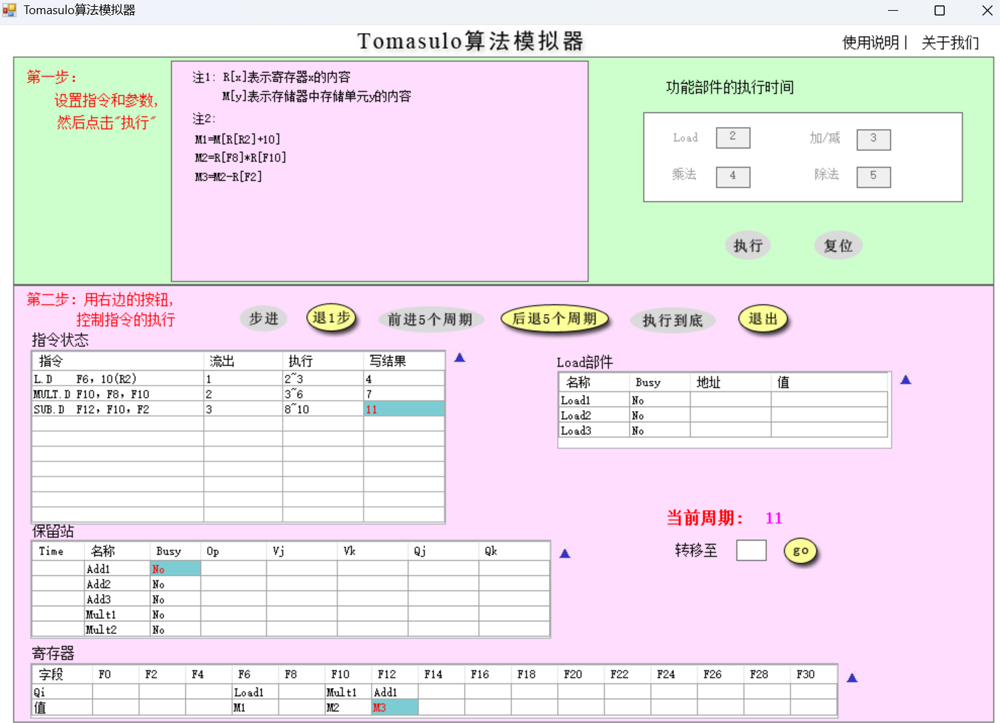 Tomasulo算法模拟器
Tomasulo算法模拟器
使用说明 | 关于我们
第一步：
设置指令和参数,
然后点击"执行"
注1: R[x]表示寄存器x的内容
M[y]表示存储器中存储单元y的内容
注2:
M1=M[R[R2]+10]
M2=R[F8]*R[F10]
M3=M2-R[F2]
功能部件的执行时间
Load 2 加/减 3
乘法 4 除法 5
执行 复位
第二步：用右边的按钮,
控制指令的执行
步进 退1步 前进5个周期 后退5个周期 执行到底 退出
指令状态
指令 流出 执行 写结果
L.D F6, 10(R2) 1 2~3 4
MULT.D F10, F8, F10 2 3~6 7
SUB.D F12, F10, F2 3 8~10 11
Load部件
名称 Busy 地址 值
Load1 No
Load2 No
Load3 No
当前周期： 11
转移至 go
保留站
Time 名称 Busy Op Vj Vk Qj Qk
Add1 No
Add2 No
Add3 No
Mult1 No
Mult2 No
寄存器
字段 F0 F2 F4 F6 F8 F10 F12 F14 F16 F18 F20 F22 F24 F26 F28 F30
Qi Load1 Mult1 Add1
值 M1 M2 M3